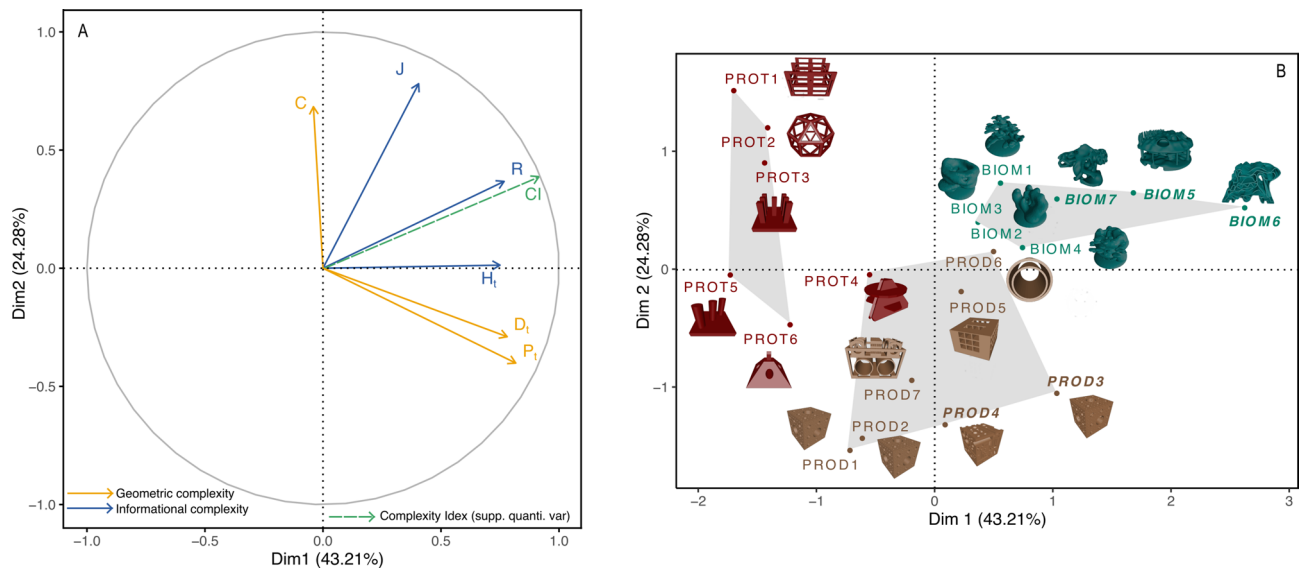 A
1.0
0.5
0.0
-0.5
-1.0
Dim2 (24.28%)
C
J
R
CI
Ht
Dt
Pt
Geometric complexity
Informational complexity
Complexity Idex (supp. quanti. var)
-1.0
-0.5
0.0
0.5
1.0
Dim1 (43.21%)
B
1
0
-1
Dim 2 (24.28%)
PROT1
PROT2
PROT3
PROT5
PROT4
PROT6
BIOM1
BIOM7
BIOM5
BIOM6
BIOM3
BIOM2
BIOM4
PROD6
PROD5
PROD3
PROD7
PROD4
PROD2
PROD1
-2
-1
0
1
2
3
Dim 1 (43.21%)